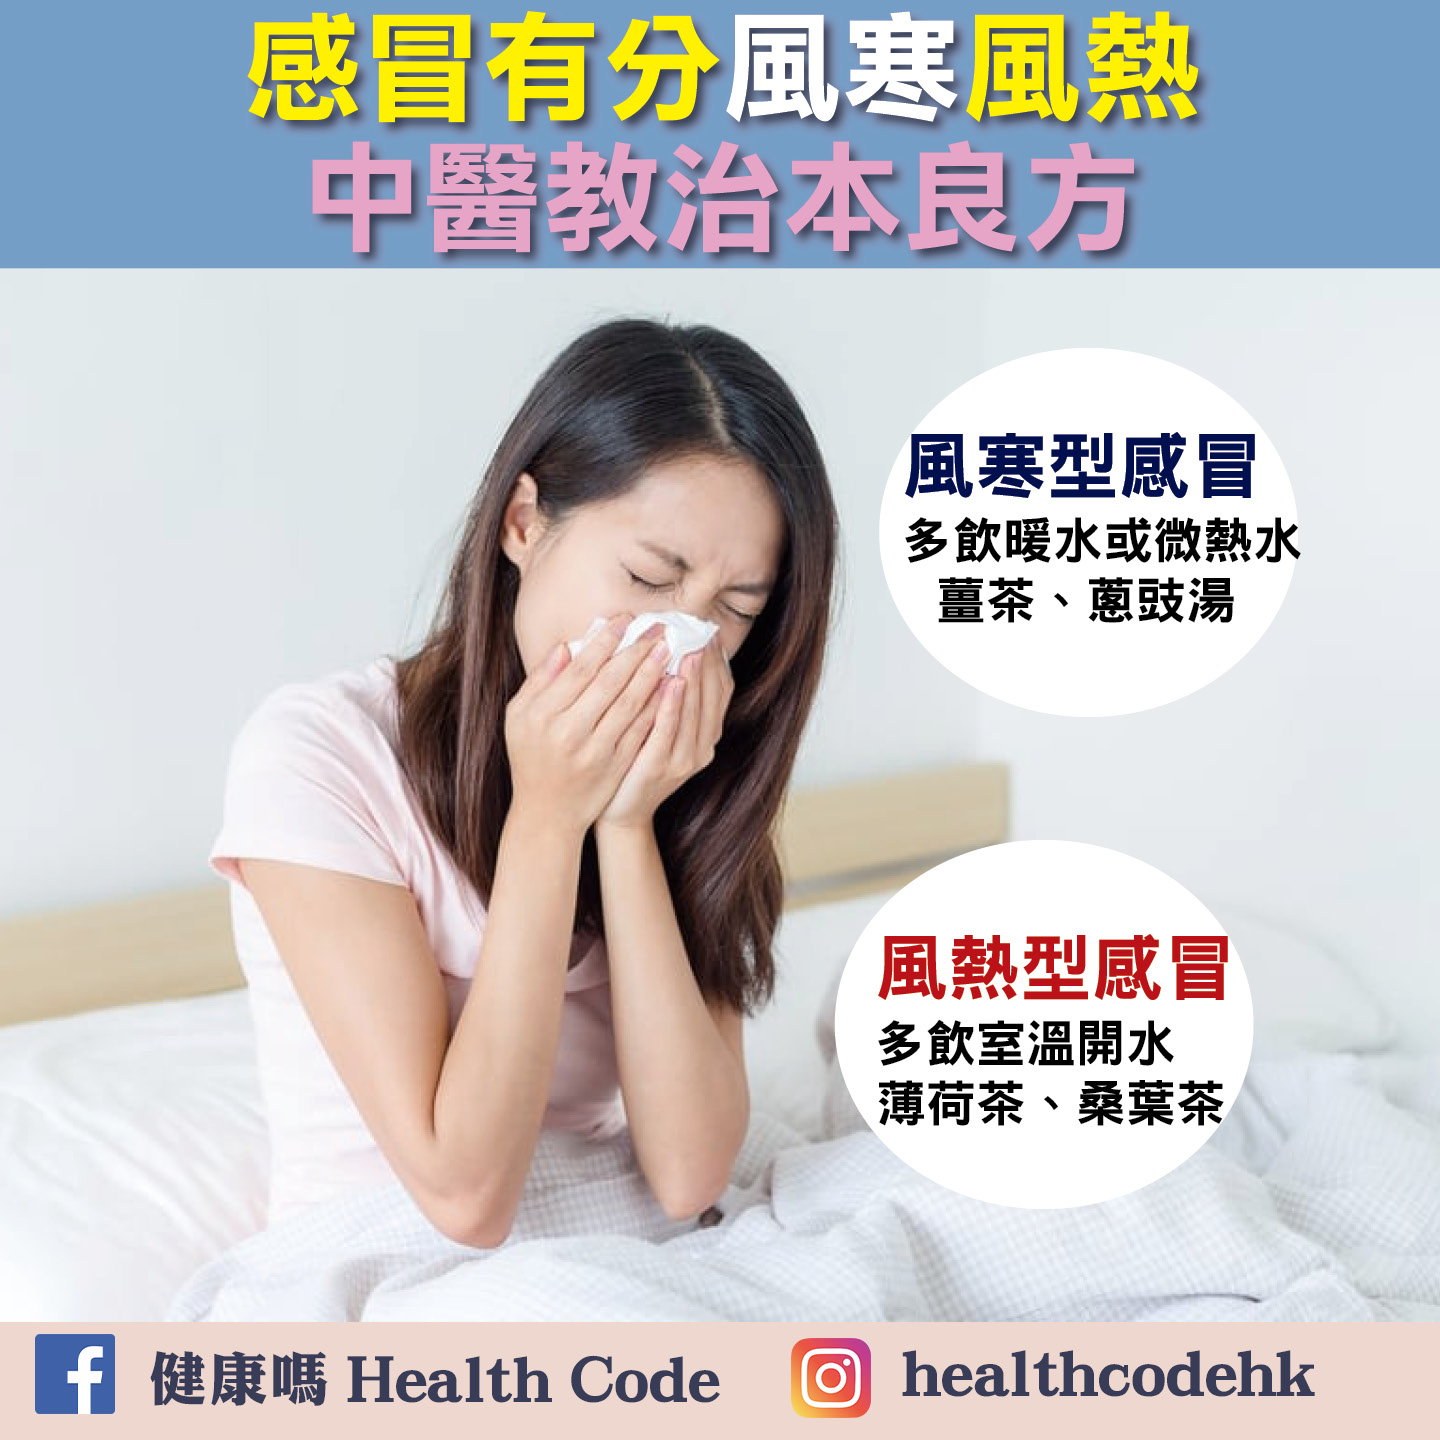 感冒有分風寒風熱
中醫教治本良方
風寒型感冒
多飲暖水或微熱水
薑茶、蔥豉湯
風熱型感冒
多飲室溫開水
薄荷茶、桑葉茶
健康嗎 Health Code
healthcodehk